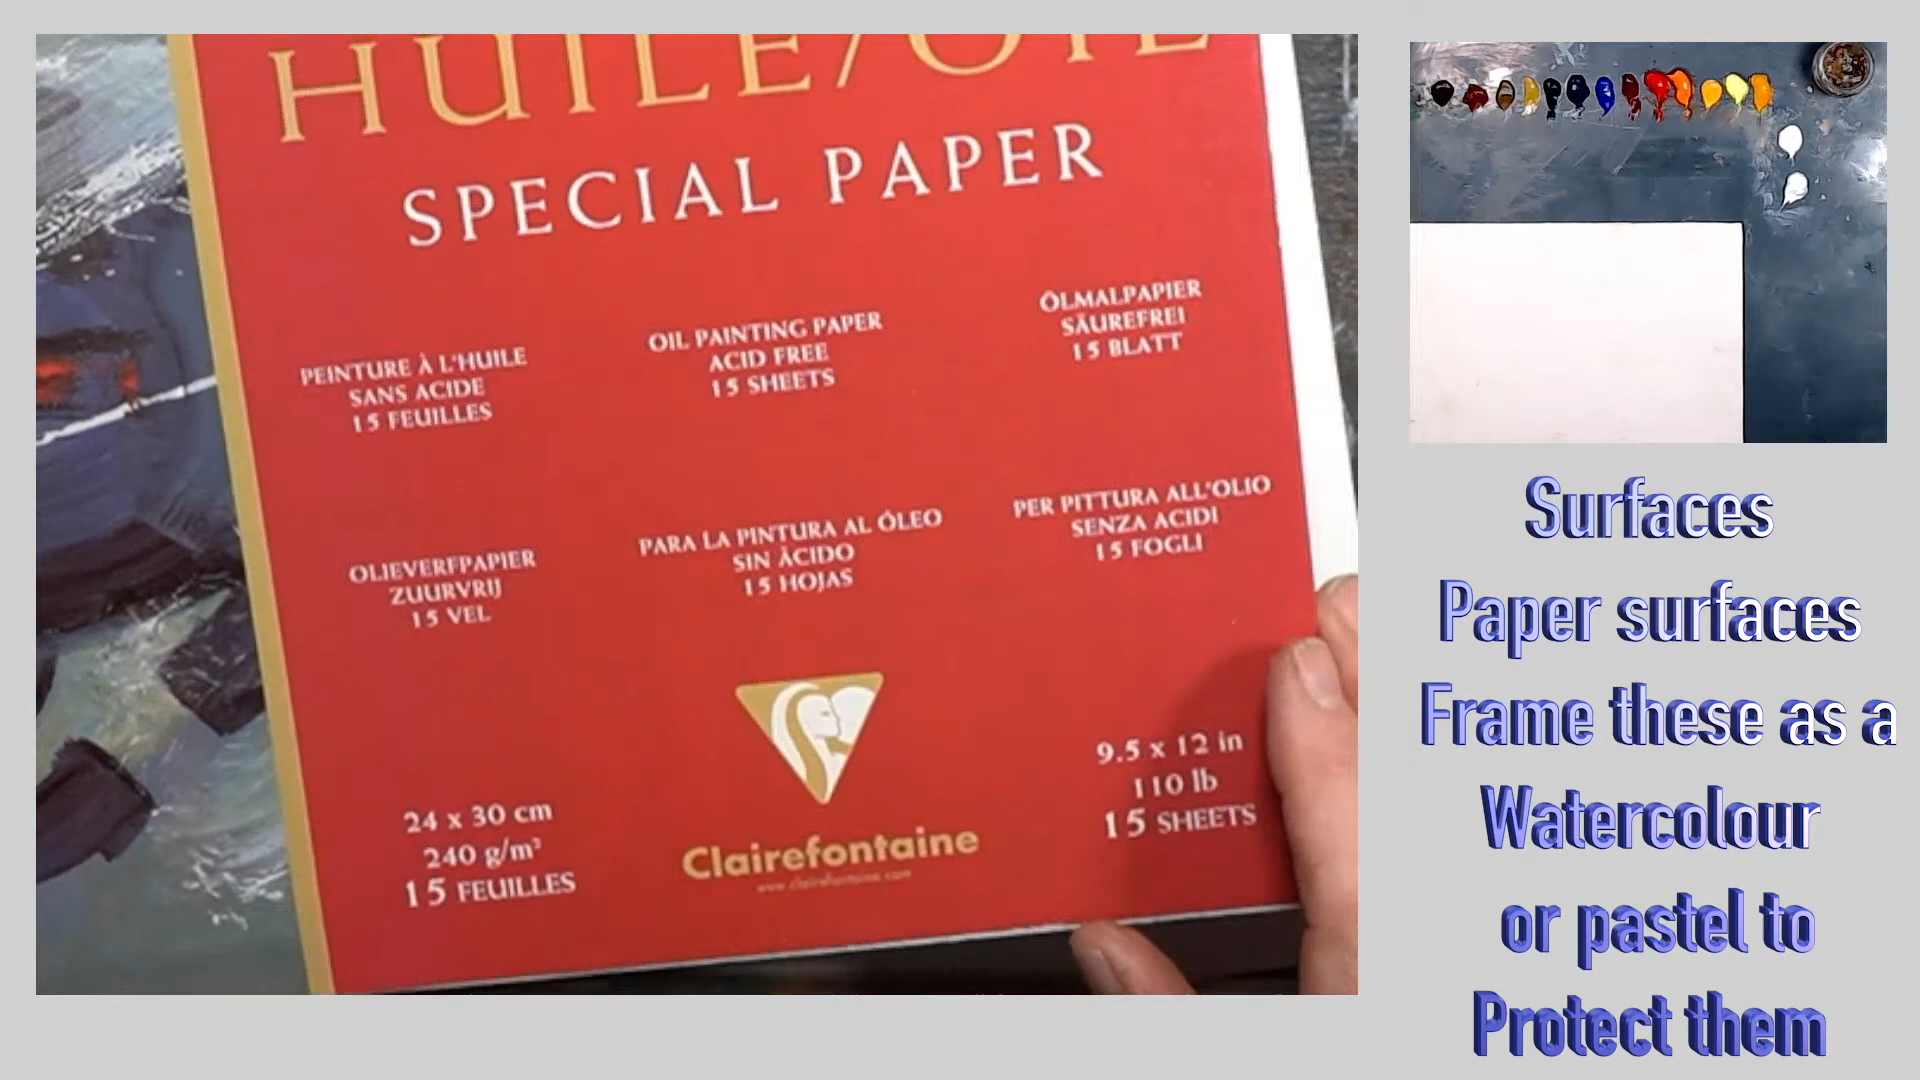 HUILE/OIL
SPECIAL PAPER
PEINTURE À L'HUILE
SANS ACIDE
15 FEUILLES
OIL PAINTING PAPER
ACID FREE
15 SHEETS
ÖLMALPAPIER
SÄUREFREI
15 BLATT
OLIEVERFPAPIER
ZUURVRIJ
15 VEL
PARA LA PINTURA AL ÓLEO
SIN ÁCIDO
15 HOJAS
PER PITTURA ALL'OLIO
SENZA ACIDI
15 FOGLI
24 x 30 cm
240 g/m²
15 FEUILLES
Clairefontaine
www.clairefontaine.com
9.5 x 12 in
110 lb
15 SHEETS
Surfaces
Paper surfaces
Frame these as a
Watercolour
or pastel to
Protect them